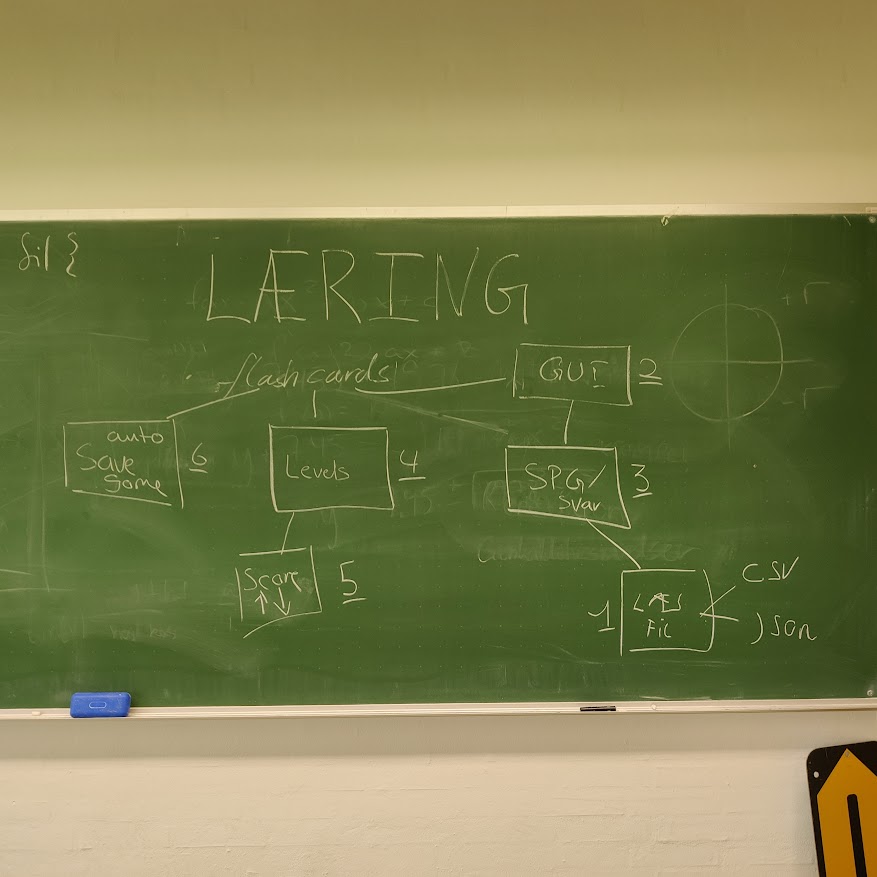 fil }
LÆRING
flashcards
GUI 2
auto
Save
game
6
Levels 4
SPG/
svar
3
Score
↑ ↓
5
1
LÆS
FIL
CSV
JSON
+ r
- r